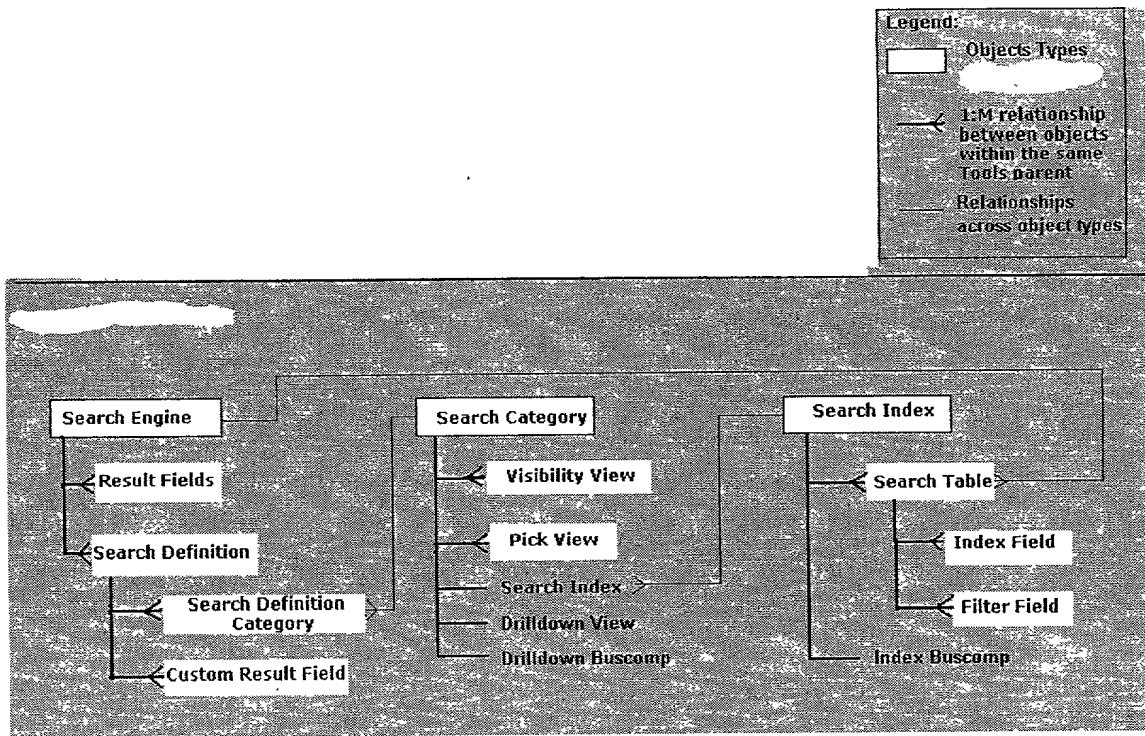 Legend:
Objects Types
1:M relationship
between objects
within the same
Tools parent
Relationships
across object types
Search Engine
Result Fields
Search Definition
Search Definition
Category
Custom Result Field
Search Category
Visibility View
Pick View
Search Index
Drilldown View
Drilldown Buscomp
Search Index
Search Table
Index Field
Filter Field
Index Buscomp